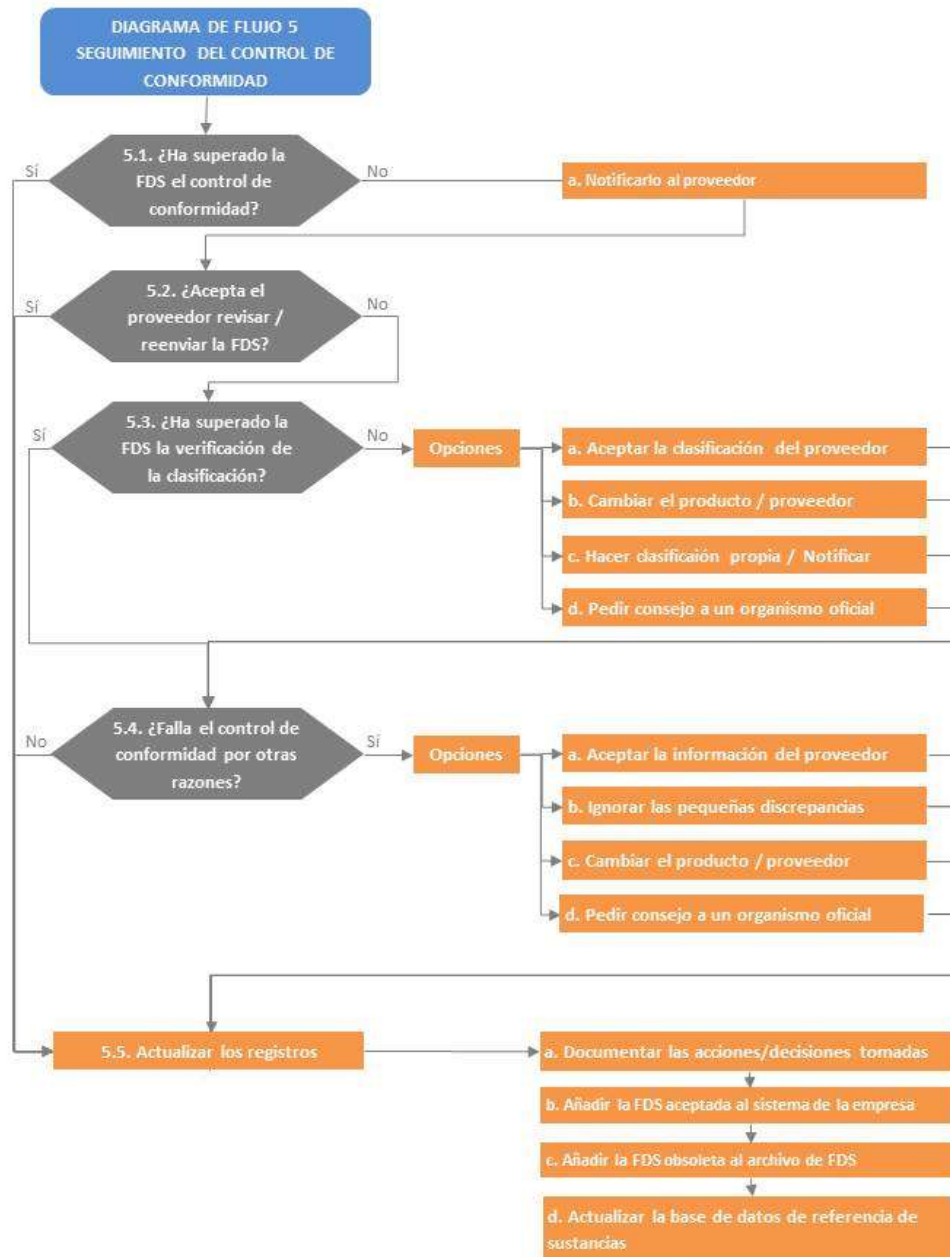 DIAGRAMA DE FLUJO 5
SEGUIMIENTO DEL CONTROL DE
CONFORMIDAD
5.1. ¿Ha superado la
FDS el control de
conformidad?
Sí
No
a. Notificarlo al proveedor
5.2. ¿Acepta el
proveedor revisar /
reenviar la FDS?
Sí
No
5.3. ¿Ha superado la
FDS la verificación de
la clasificación?
Sí
No
Opciones
a. Aceptar la clasificación del proveedor
b. Cambiar el producto / proveedor
c. Hacer clasificaión propia / Notificar
d. Pedir consejo a un organismo oficial
5.4. ¿Falla el control de
conformidad por otras
razones?
No
Sí
Opciones
a. Aceptar la información del proveedor
b. Ignorar las pequeñas discrepancias
c. Cambiar el producto / proveedor
d. Pedir consejo a un organismo oficial
5.5. Actualizar los registros
a. Documentar las acciones/decisiones tomadas
b. Añadir la FDS aceptada al sistema de la empresa
c. Añadir la FDS obsoleta al archivo de FDS
d. Actualizar la base de datos de referencia de
sustancias